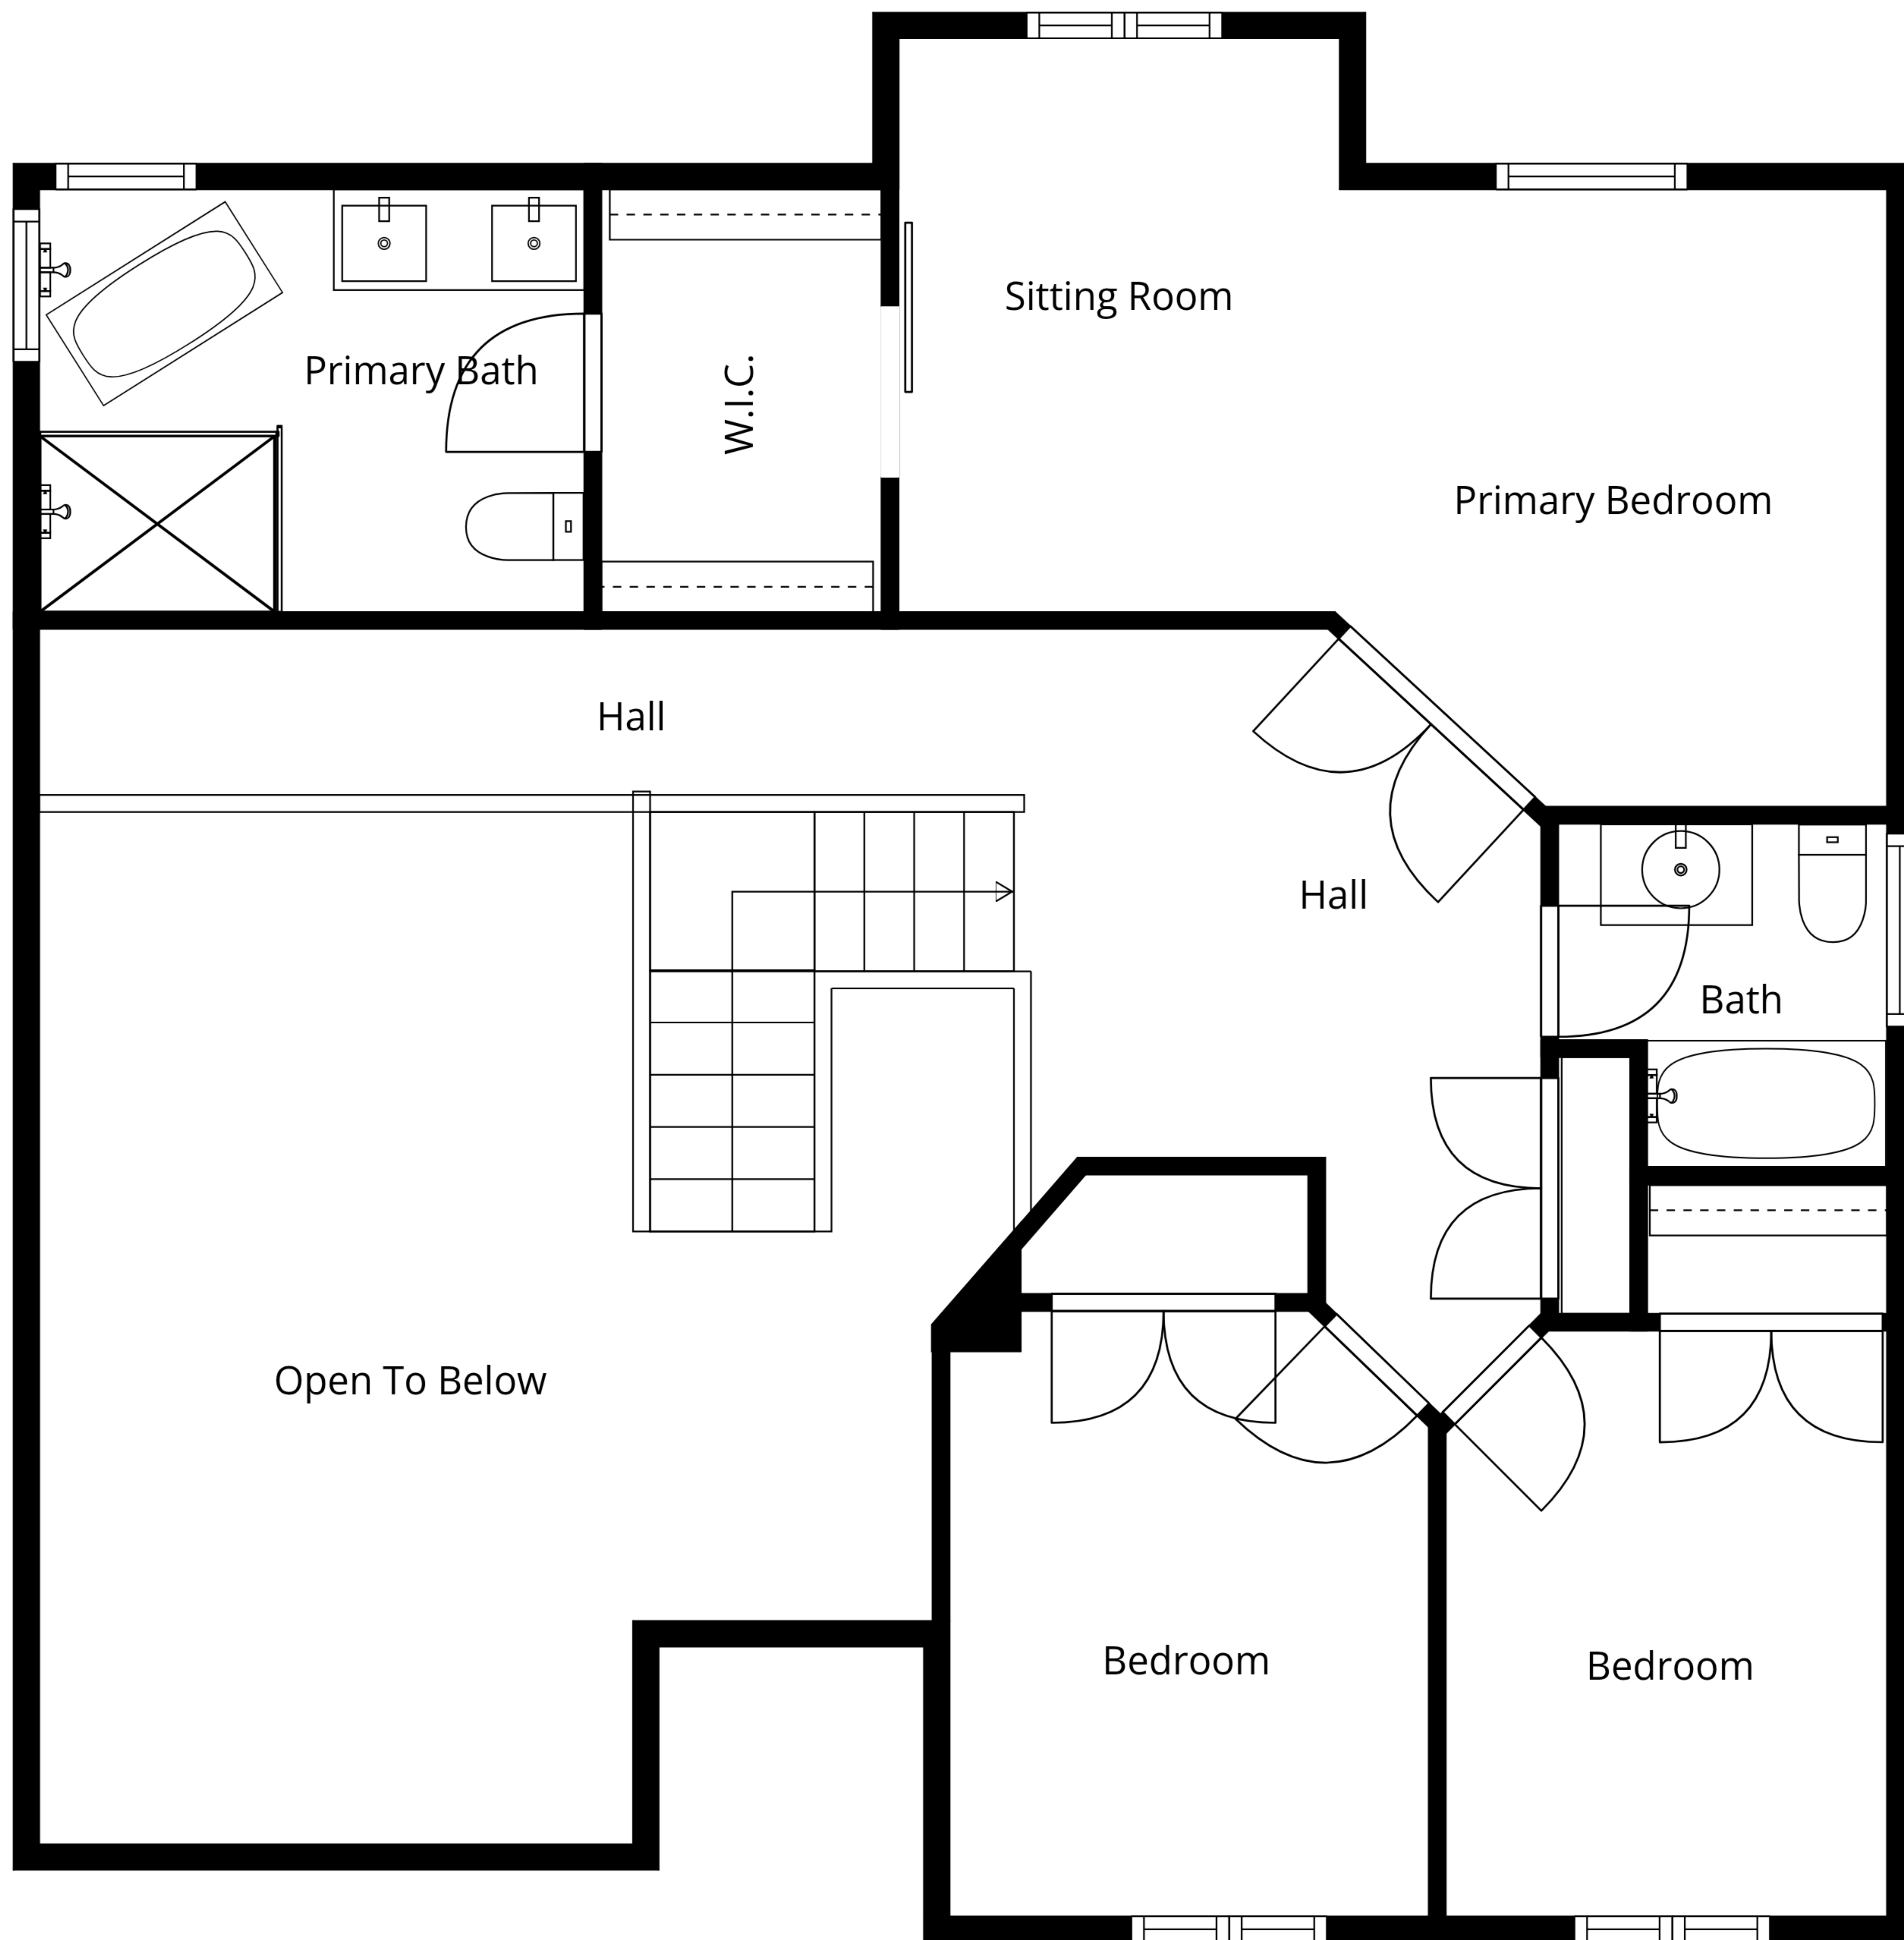 Sitting Room
Primary Bath
W.I.C.
Primary Bedroom
Hall
Hall
Bath
Open To Below
Bedroom
Bedroom